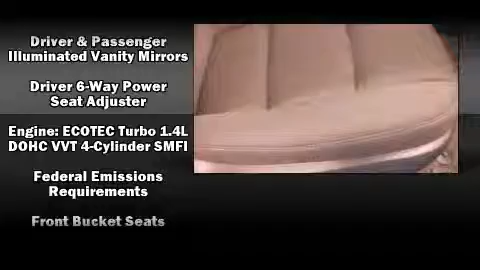 Driver & Passenger
Illuminated Vanity Mirrors
Driver 6-Way Power
Seat Adjuster
Engine: ECOTEC Turbo 1.4L
DOHC VVT 4-Cylinder SMFI
Federal Emissions
Requirements
Front Bucket Seats